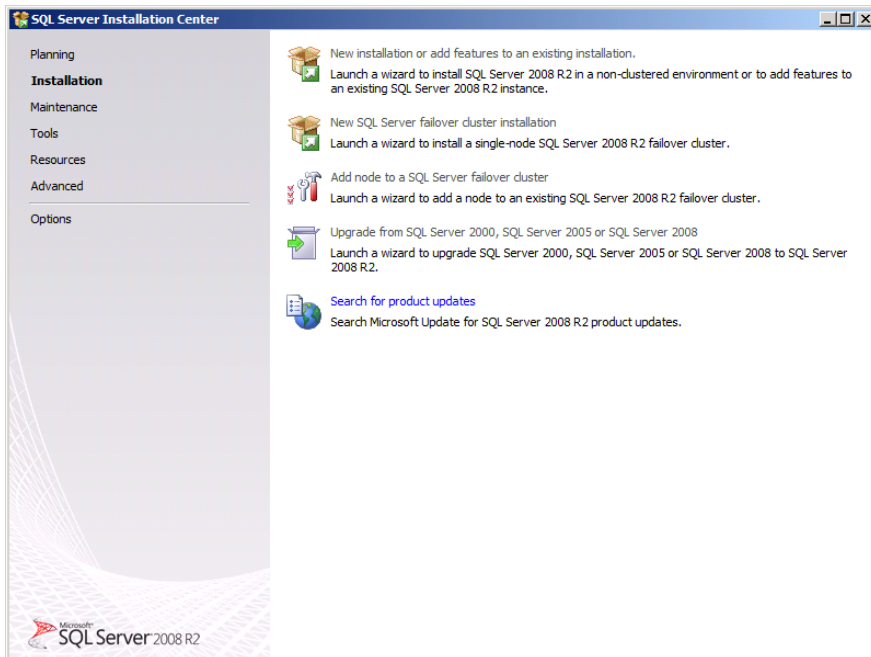 SQL Server Installation Center
Planning
Installation
Maintenance
Tools
Resources
Advanced
Options
New installation or add features to an existing installation.
Launch a wizard to install SQL Server 2008 R2 in a non-clustered environment or to add features to
an existing SQL Server 2008 R2 instance.
New SQL Server failover cluster installation
Launch a wizard to install a single-node SQL Server 2008 R2 failover cluster.
Add node to a SQL Server failover cluster
Launch a wizard to add a node to an existing SQL Server 2008 R2 failover cluster.
Upgrade from SQL Server 2000, SQL Server 2005 or SQL Server 2008
Launch a wizard to upgrade SQL Server 2000, SQL Server 2005 or SQL Server 2008 to SQL Server
2008 R2.
Search for product updates
Search Microsoft Update for SQL Server 2008 R2 product updates.
Microsoft
SQL Server 2008 R2